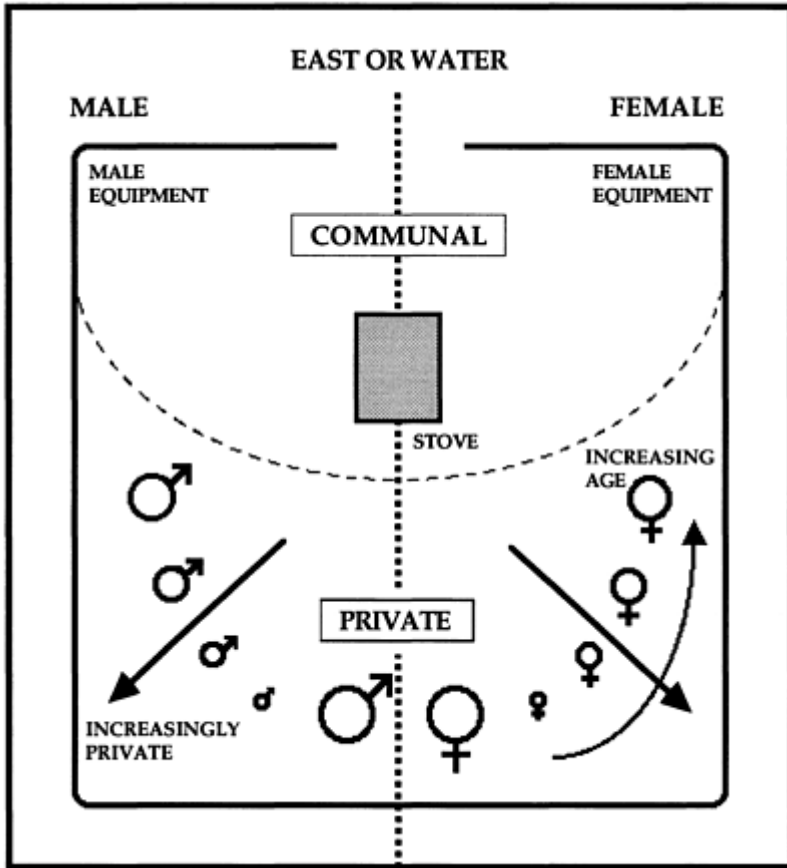 EAST OR WATER
MALE
FEMALE
MALE
EQUIPMENT
FEMALE
EQUIPMENT
COMMUNAL
STOVE
INCREASING
AGE
PRIVATE
INCREASINGLY
PRIVATE